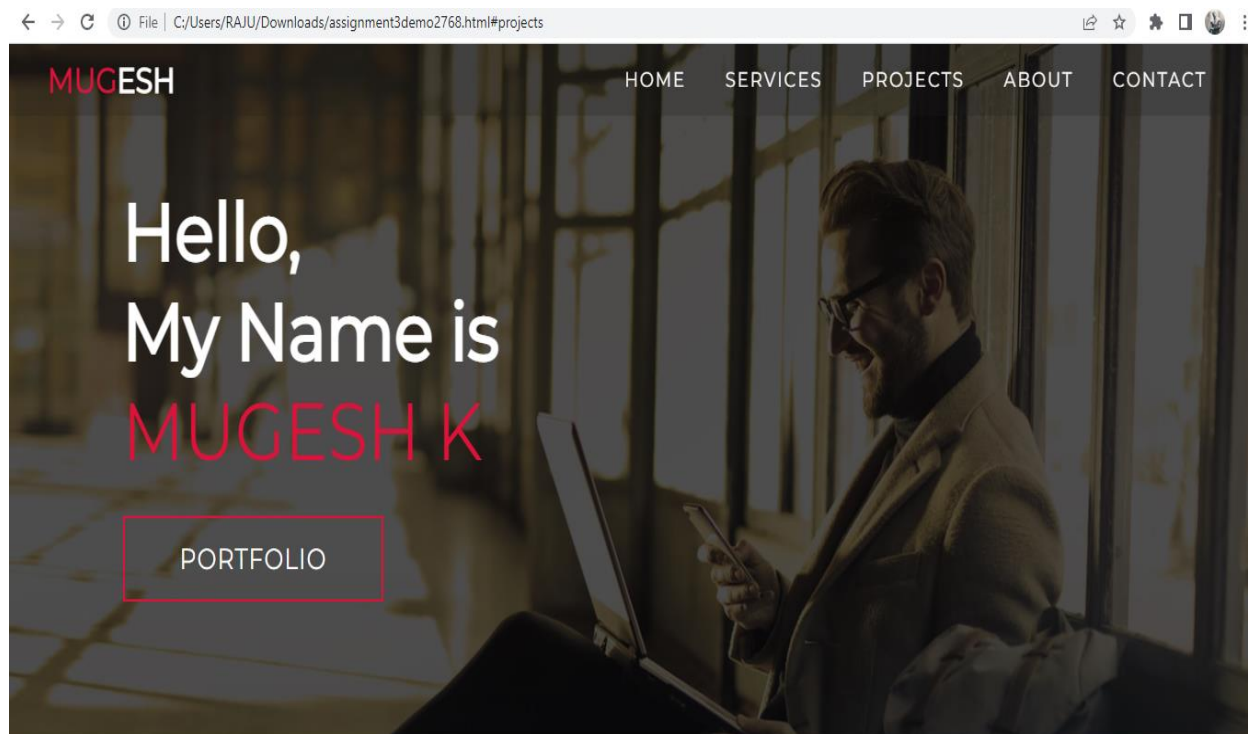 File | C:/Users/RAJU/Downloads/assignment3demo2768.html#projects
MUGESH HOME SERVICES PROJECTS ABOUT CONTACT
Hello,
My Name is
MUGESH K
PORTFOLIO